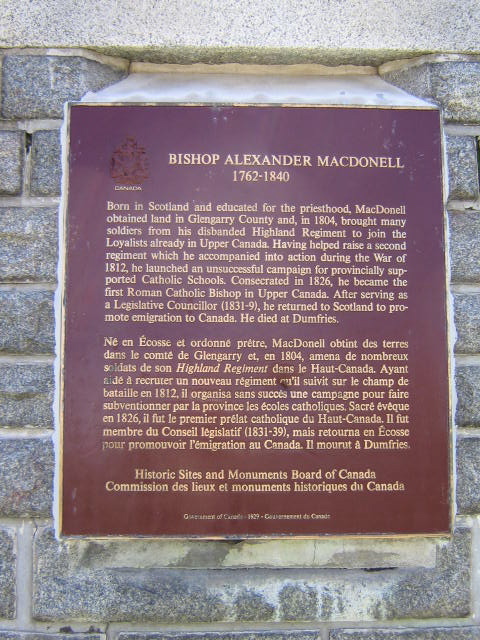 CANADA
BISHOP ALEXANDER MACDONELL
1762-1840
Born in Scotland and educated for the priesthood, MacDonell
obtained land in Glengarry County and, in 1804, brought many
soldiers from his disbanded Highland Regiment to join the
Loyalists already in Upper Canada. Having helped raise a second
regiment which he accompanied into action during the War of
1812, he launched an unsuccessful campaign for provincially sup-
ported Catholic Schools. Consecrated in 1826, he became the
first Roman Catholic Bishop in Upper Canada. After serving as
a Legislative Councillor (1831-9), he returned to Scotland to pro-
mote emigration to Canada. He died at Dumfries.
Né en Écosse et ordonné prêtre, MacDonell obtint des terres
dans le comté de Glengarry et, en 1804, amena de nombreux
soldats de son Highland Regiment dans le Haut-Canada. Ayant
aidé à recruter un nouveau régiment qu'il suivit sur le champ de
bataille en 1812, il organisa sans succès une campagne pour faire
subventionner par la province les écoles catholiques. Sacré évêque
en 1826, il fut le premier prélat catholique du Haut-Canada. Il fut
membre du Conseil législatif (1831-39), mais retourna en Écosse
pour promouvoir l'émigration au Canada. Il mourut à Dumfries.
Historic Sites and Monuments Board of Canada
Commission des lieux et monuments historiques du Canada
Government of Canada - 1929 - Gouvernement du Canada